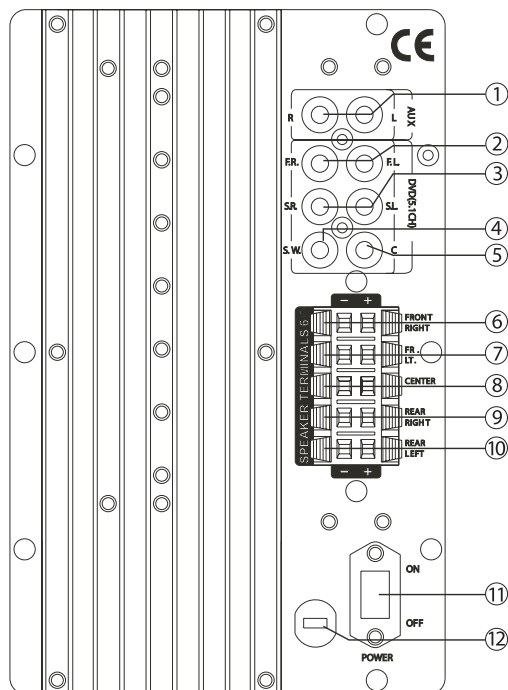 CE
R L AUX ①
F.R. F.L. ②
S.R. S.L. ③
S.W. C ④
⑤
DVD(5.1CH)
− +
SPEAKER TERMINALS 6
FRONT
RIGHT ⑥
FR .
LT. ⑦
CENTER ⑧
REAR
RIGHT ⑨
REAR
LEFT ⑩
− +
ON
⑪
OFF
⑫
POWER